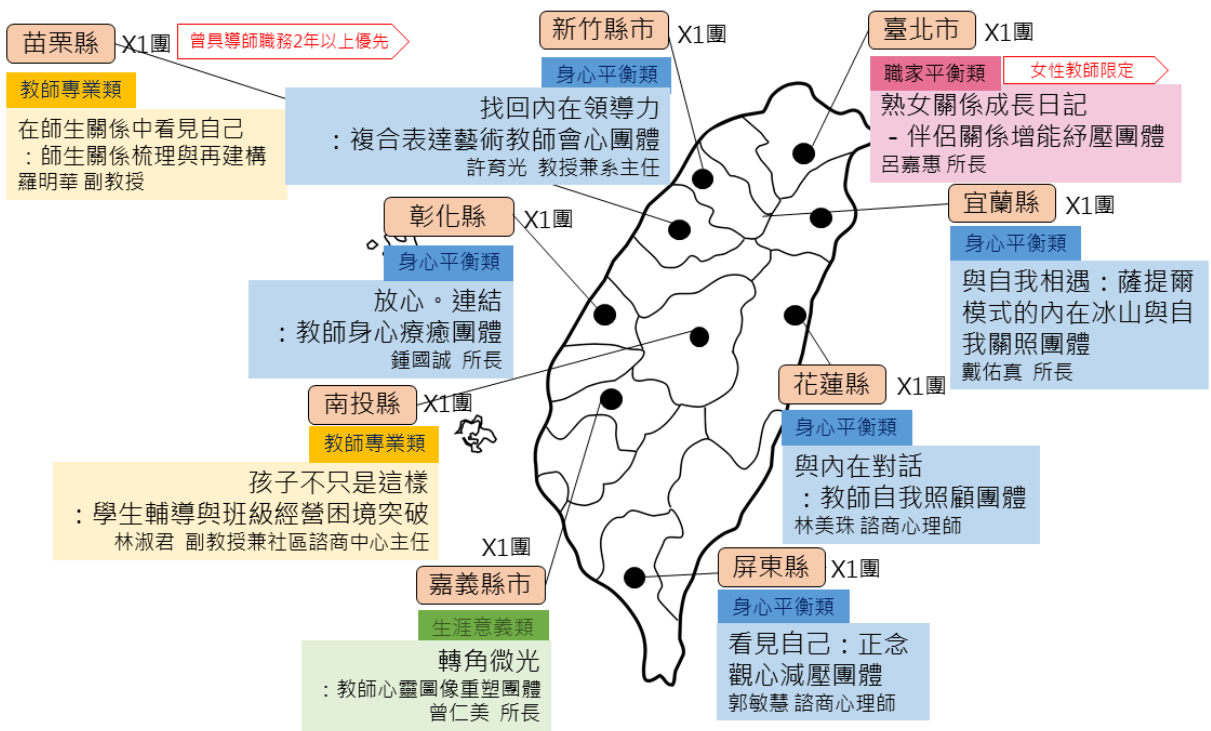 苗栗縣
X1團
曾具導師職務2年以上優先
教師專業類
在師生關係中看見自己
：師生關係梳理與再建構
羅明華 副教授
新竹縣市
X1團
身心平衡類
找回內在領導力
：複合表達藝術教師會心團體
許育光 教授兼系主任
臺北市
X1團
職家平衡類
女性教師限定
熟女關係成長日記
- 伴侶關係增能紓壓團體
呂嘉惠 所長
彰化縣
X1團
身心平衡類
放心。連結
：教師身心療癒團體
鍾國誠 所長
宜蘭縣
X1團
身心平衡類
與自我相遇：薩提爾
模式的內在冰山與自
我關照團體
戴佑真 所長
南投縣
X1團
教師專業類
孩子不只是這樣
：學生輔導與班級經營困境突破
林淑君 副教授兼社區諮商中心主任
花蓮縣
X1團
身心平衡類
與內在對話
：教師自我照顧團體
林美珠 諮商心理師
X1團
嘉義縣市
生涯意義類
轉角微光
：教師心靈圖像重塑團體
曾仁美 所長
屏東縣
X1團
身心平衡類
看見自己：正念
觀心減壓團體
郭敏慧 諮商心理師